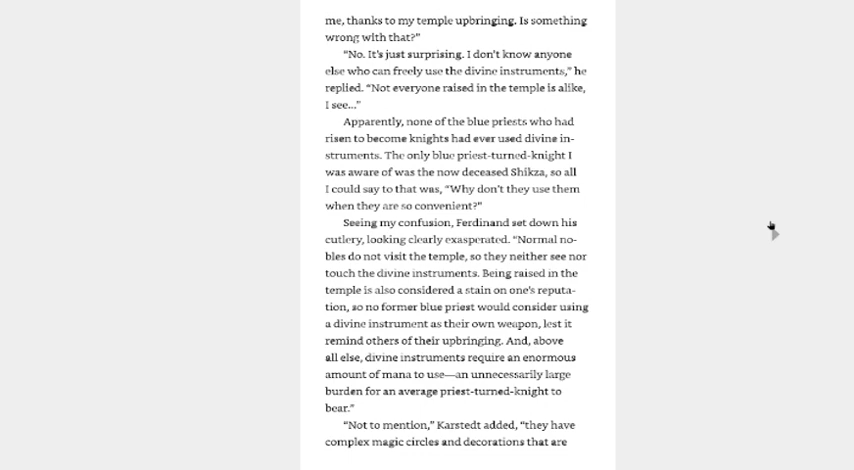 me, thanks to my temple upbringing. Is something
wrong with that?”
“No. It’s just surprising. I don’t know anyone
else who can freely use the divine instruments,” he
replied. “Not everyone raised in the temple is alike,
I see...”
Apparently, none of the blue priests who had
risen to become knights had ever used divine in-
struments. The only blue priest-turned-knight I
was aware of was the now deceased Shikza, so all
I could say to that was, “Why don’t they use them
when they are so convenient?”
Seeing my confusion, Ferdinand set down his
cutlery, looking clearly exasperated. “Normal no-
bles do not visit the temple, so they neither see nor
touch the divine instruments. Being raised in the
temple is also considered a stain on one’s reputa-
tion, so no former blue priest would consider using
a divine instrument as their own weapon, lest it
remind others of their upbringing. And, above
all else, divine instruments require an enormous
amount of mana to use—an unnecessarily large
burden for an average priest-turned-knight to
bear.”
“Not to mention,” Karstedt added, “they have
complex magic circles and decorations that are